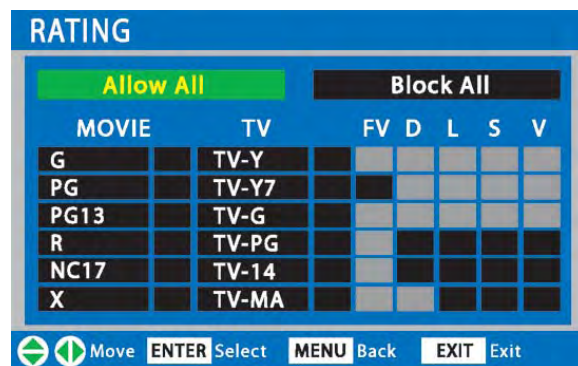 RATING
Allow All Block All
MOVIE TV FV D L S V
G TV-Y
PG TV-Y7
PG13 TV-G
R TV-PG
NC17 TV-14
X TV-MA
Move ENTER Select MENU Back EXIT Exit